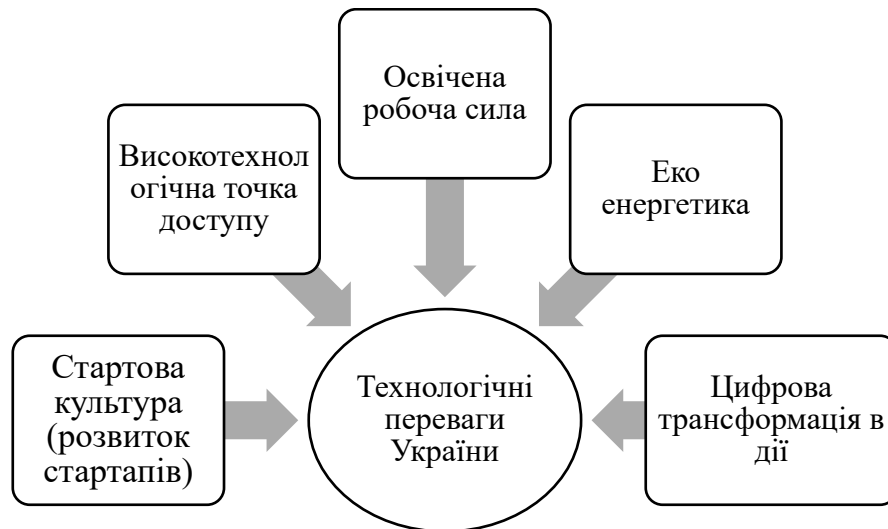 Освічена
робоча сила
Високотехнол
огічна точка
доступу
Еко
енергетика
Стартова
культура
(розвиток
стартапів)
Технологічні
переваги
України
Цифрова
трансформація в
дії